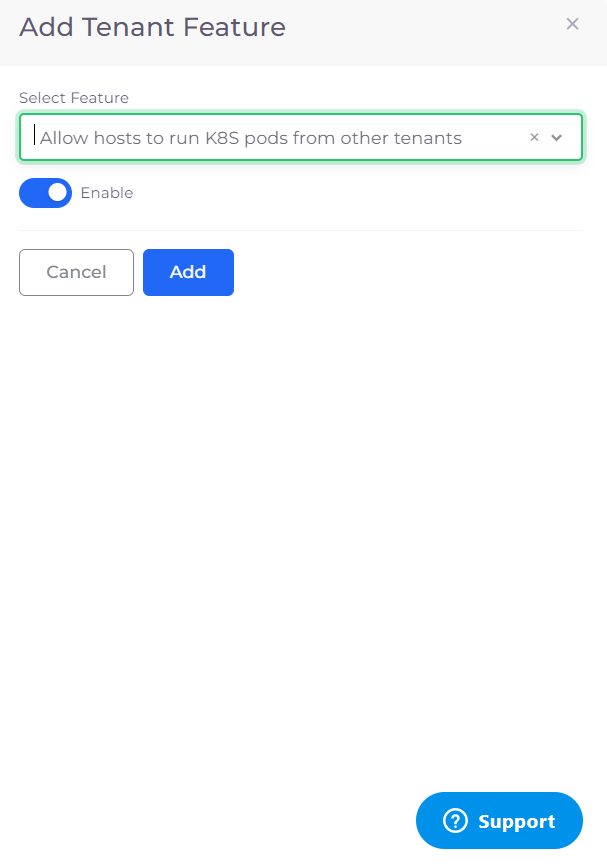 Add Tenant Feature
Select Feature
Allow hosts to run K8S pods from other tenants
Enable
Cancel
Add
Support